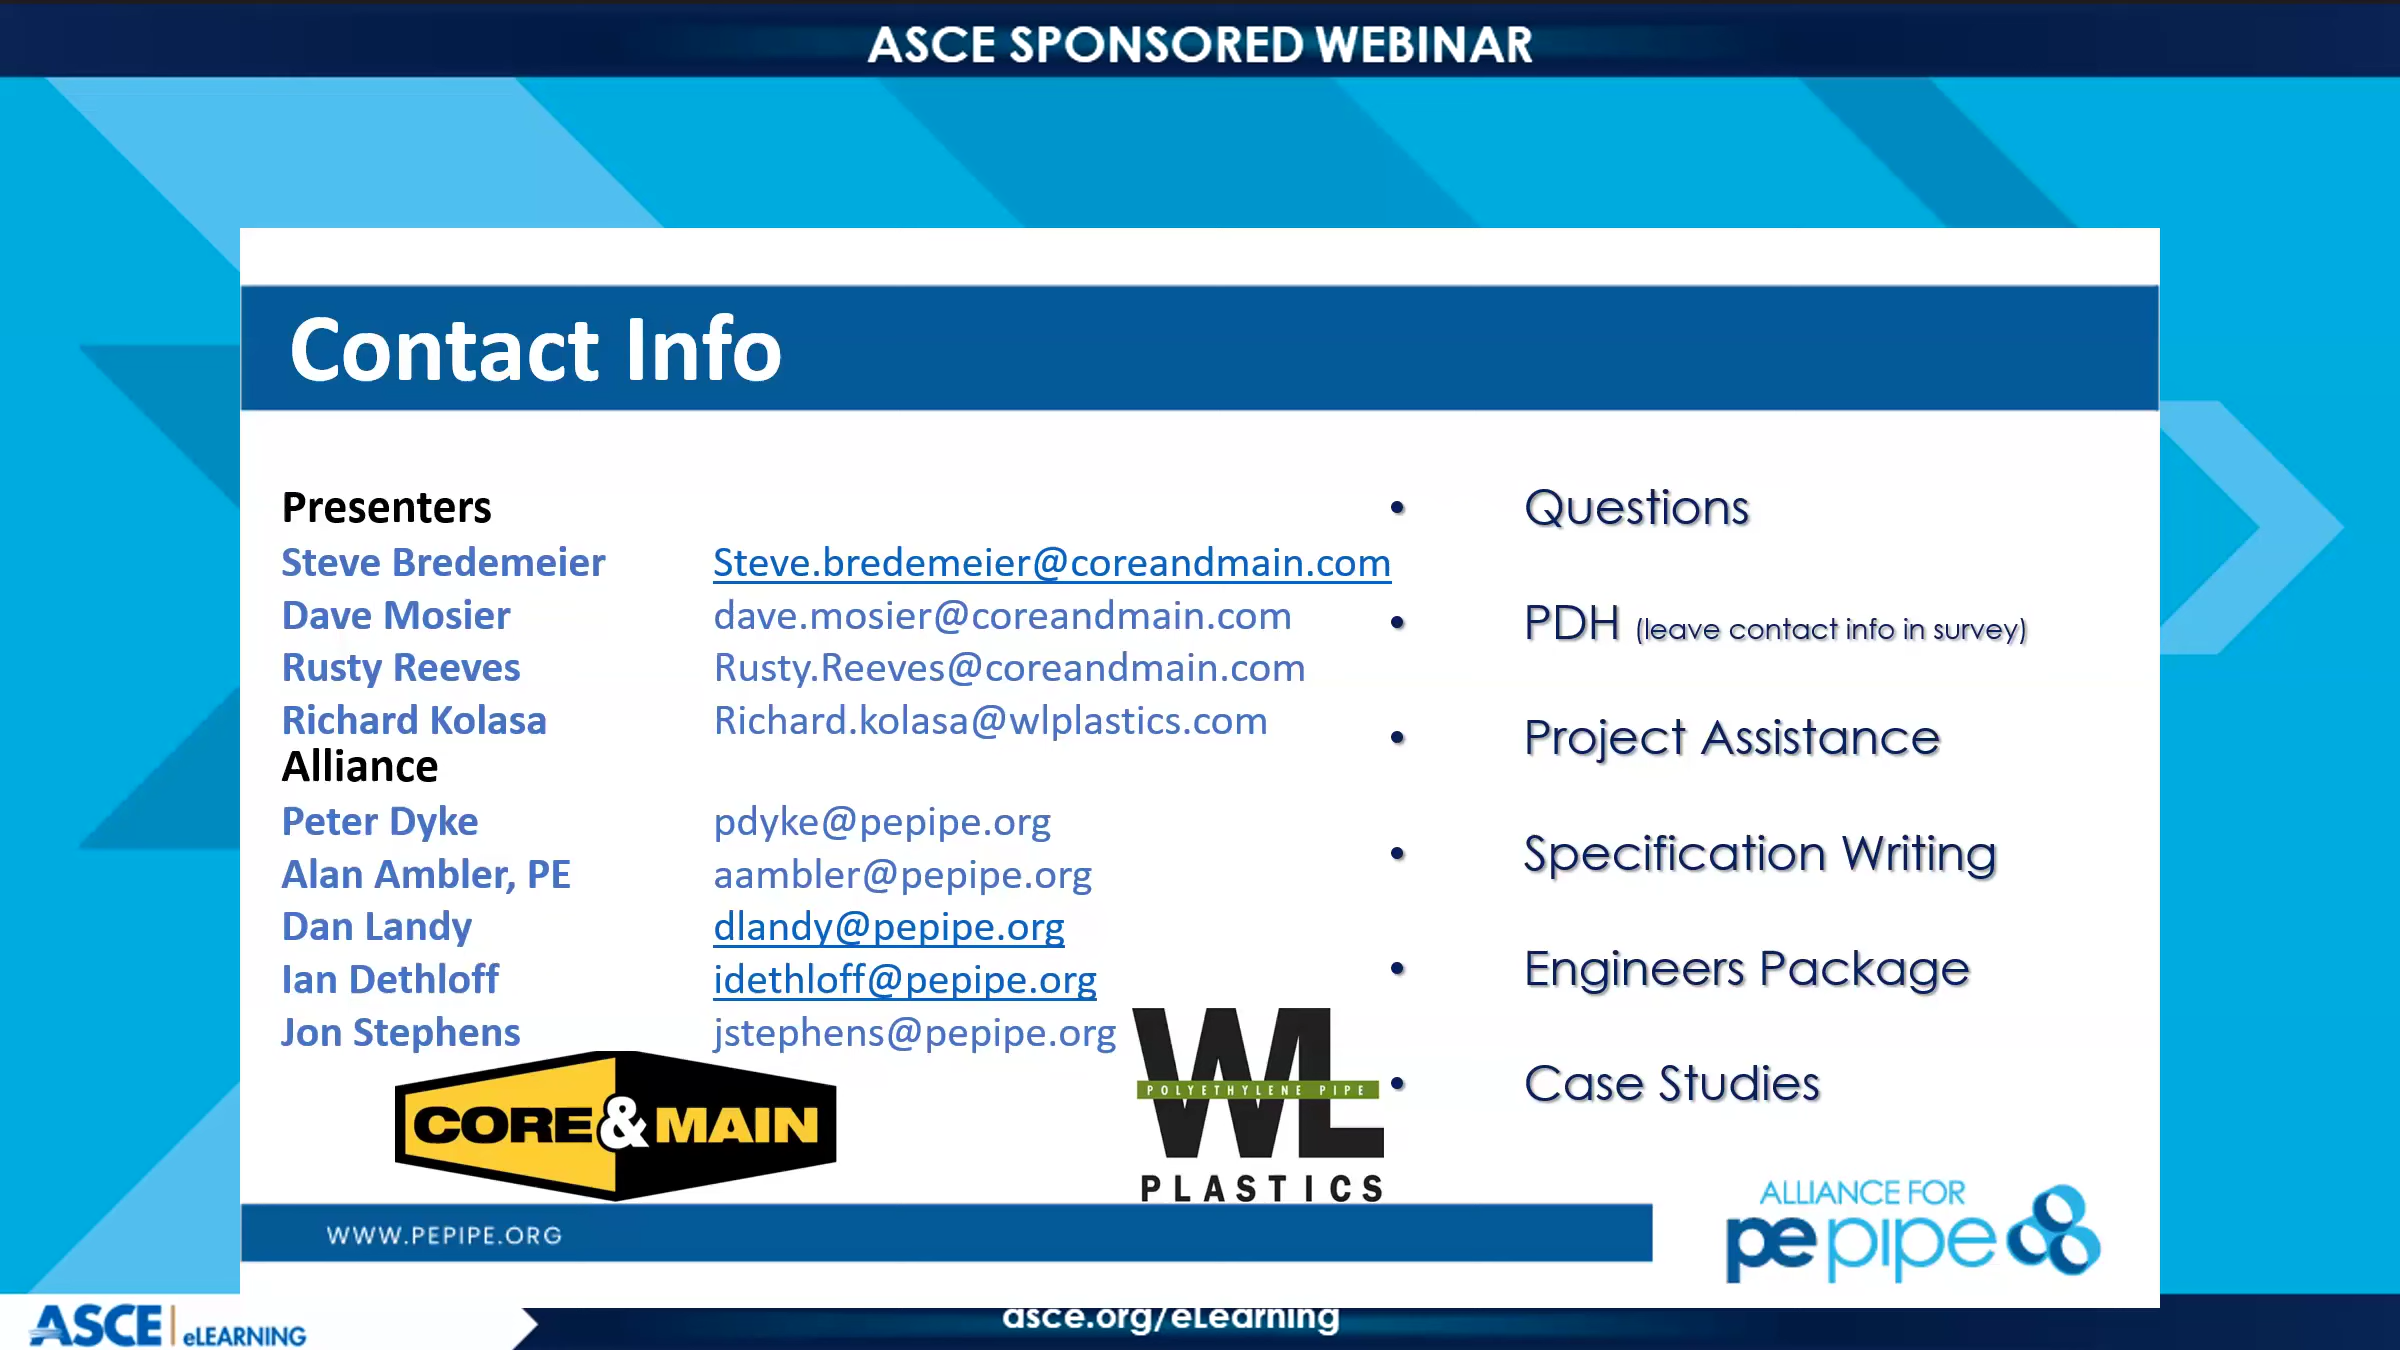 ASCE SPONSORED WEBINAR
Contact Info
Presenters
Steve Bredemeier Steve.bredemeier@coreandmain.com
Dave Mosier dave.mosier@coreandmain.com
Rusty Reeves Rusty.Reeves@coreandmain.com
Richard Kolasa Richard.kolasa@wlplastics.com
Alliance
Peter Dyke pdyke@pepipe.org
Alan Ambler, PE aambler@pepipe.org
Dan Landy dlandy@pepipe.org
Ian Dethloff idethloff@pepipe.org
Jon Stephens jstephens@pepipe.org
• Questions
• PDH (leave contact info in survey)
• Project Assistance
• Specification Writing
• Engineers Package
• Case Studies
CORE & MAIN
WL
POLYETHYLENE PIPE
PLASTICS
WWW.PEPIPE.ORG
ALLIANCE FOR
pepipe
ASCE | eLEARNING
asce.org/eLearning